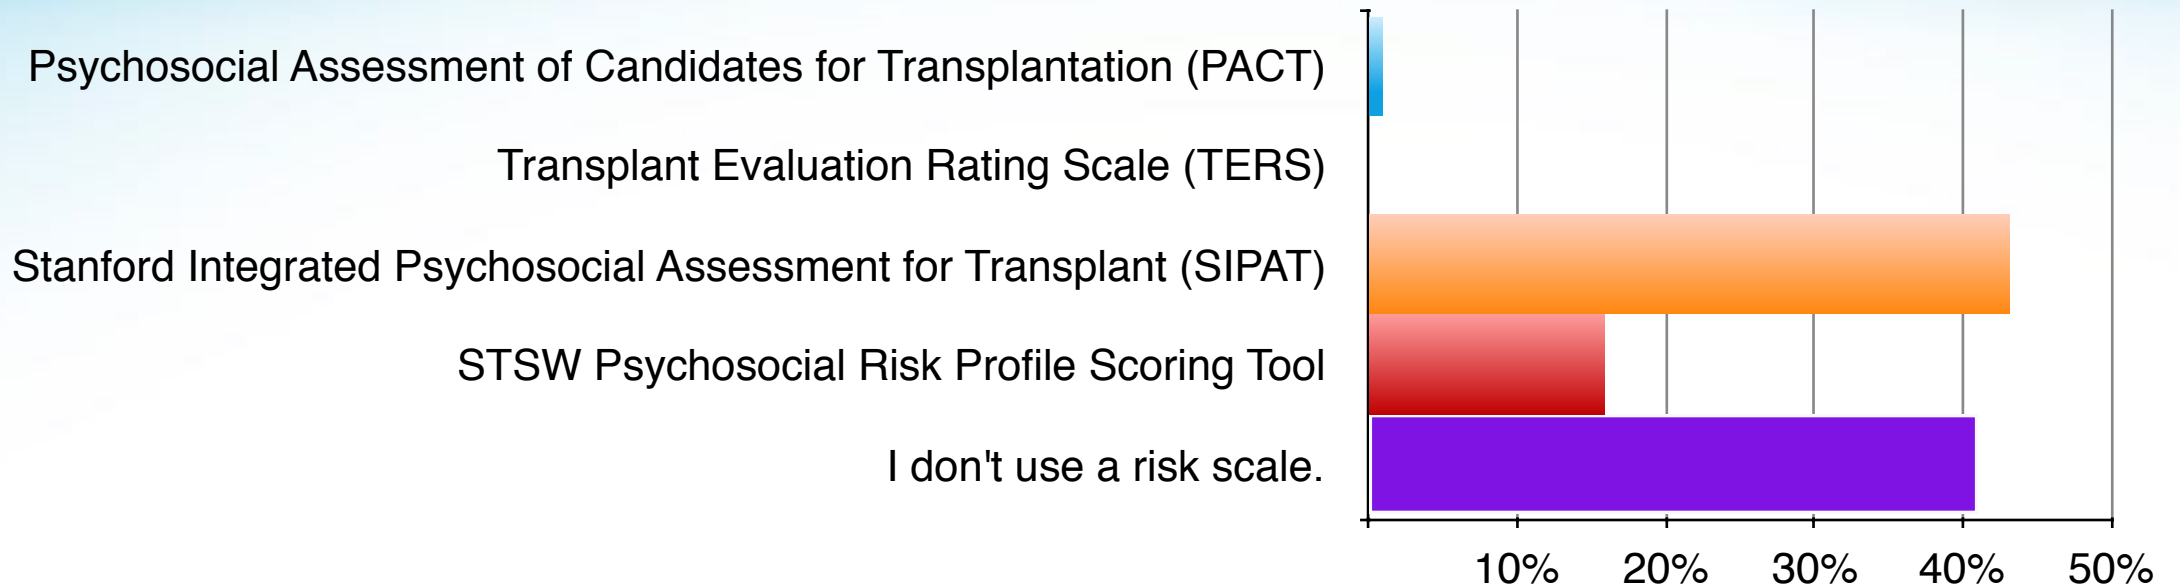 Psychosocial Assessment of Candidates for Transplantation (PACT)
Transplant Evaluation Rating Scale (TERS)
Stanford Integrated Psychosocial Assessment for Transplant (SIPAT)
STSW Psychosocial Risk Profile Scoring Tool
I don't use a risk scale.
10% 20% 30% 40% 50%